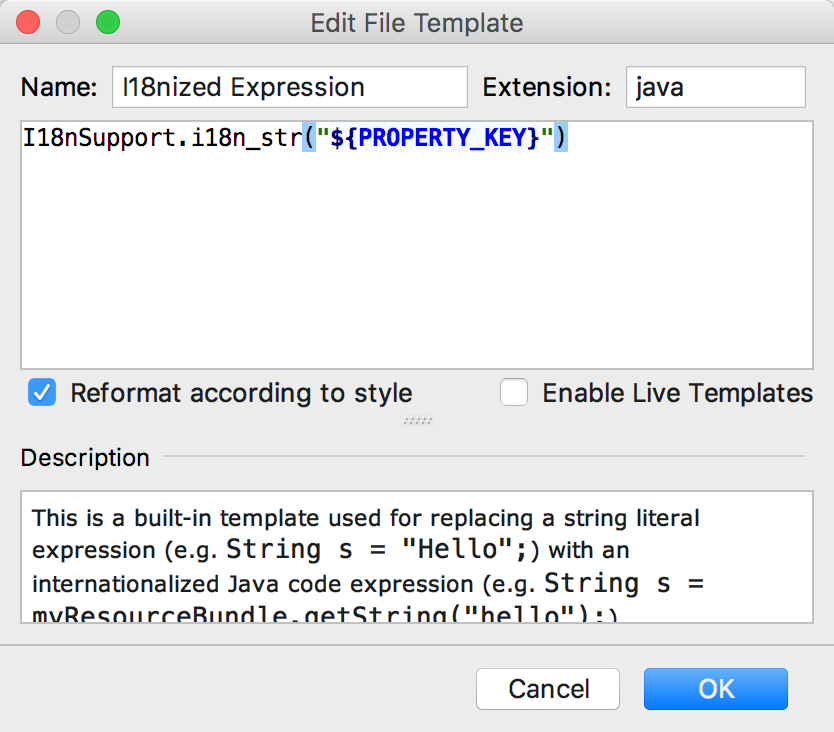 Edit File Template
Name: I18nized Expression Extension: java
I18nSupport.i18n_str("${PROPERTY_KEY}")
Reformat according to style Enable Live Templates
Description
This is a built-in template used for replacing a string literal
expression (e.g. String s = "Hello";) with an
internationalized Java code expression (e.g. String s =
myResourceBundle.getString("hello");)
Cancel OK